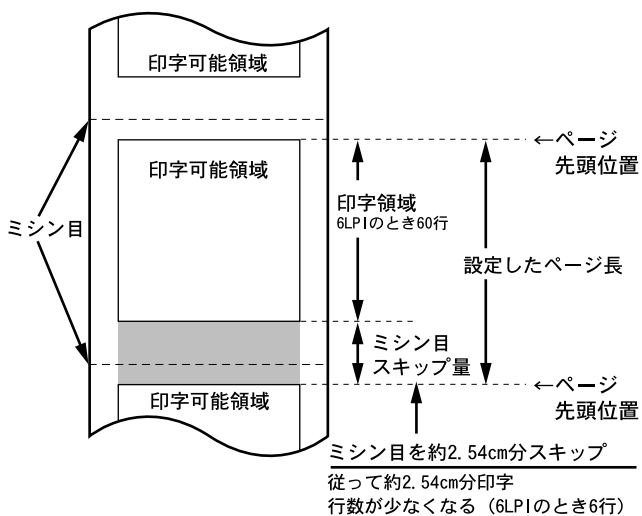 印字可能領域
←ページ
先頭位置
印字可能領域
印字領域
6LPIのとき60行
ミシン目
設定したページ長
ミシン目
スキップ量
←ページ
先頭位置
印字可能領域
ミシン目を約2.54cm分スキップ
従って約2.54cm分印字
行数が少なくなる（6LPIのとき6行）